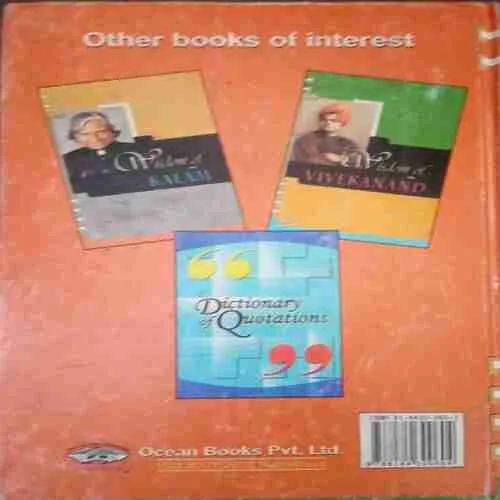 Other books of interest
Wisdom of
KALAM
Wisdom of
VIVEKANAND
Dictionary
of Quotations
Ocean Books Pvt. Ltd.